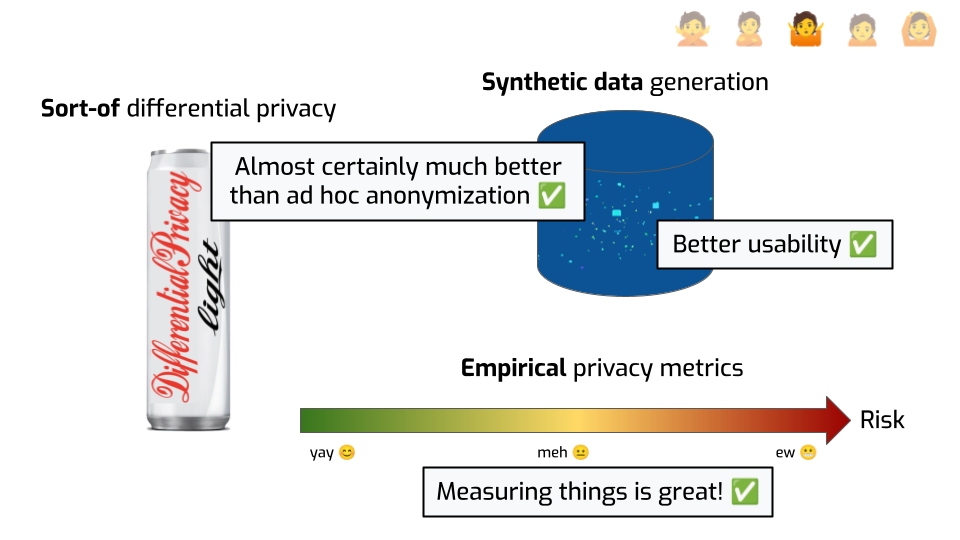 Sort-of differential privacy
Differential Privacy
light
Synthetic data generation
Almost certainly much better
than ad hoc anonymization ✅
Better usability ✅
Empirical privacy metrics
Risk
yay 😊
meh 😐
ew 😬
Measuring things is great! ✅